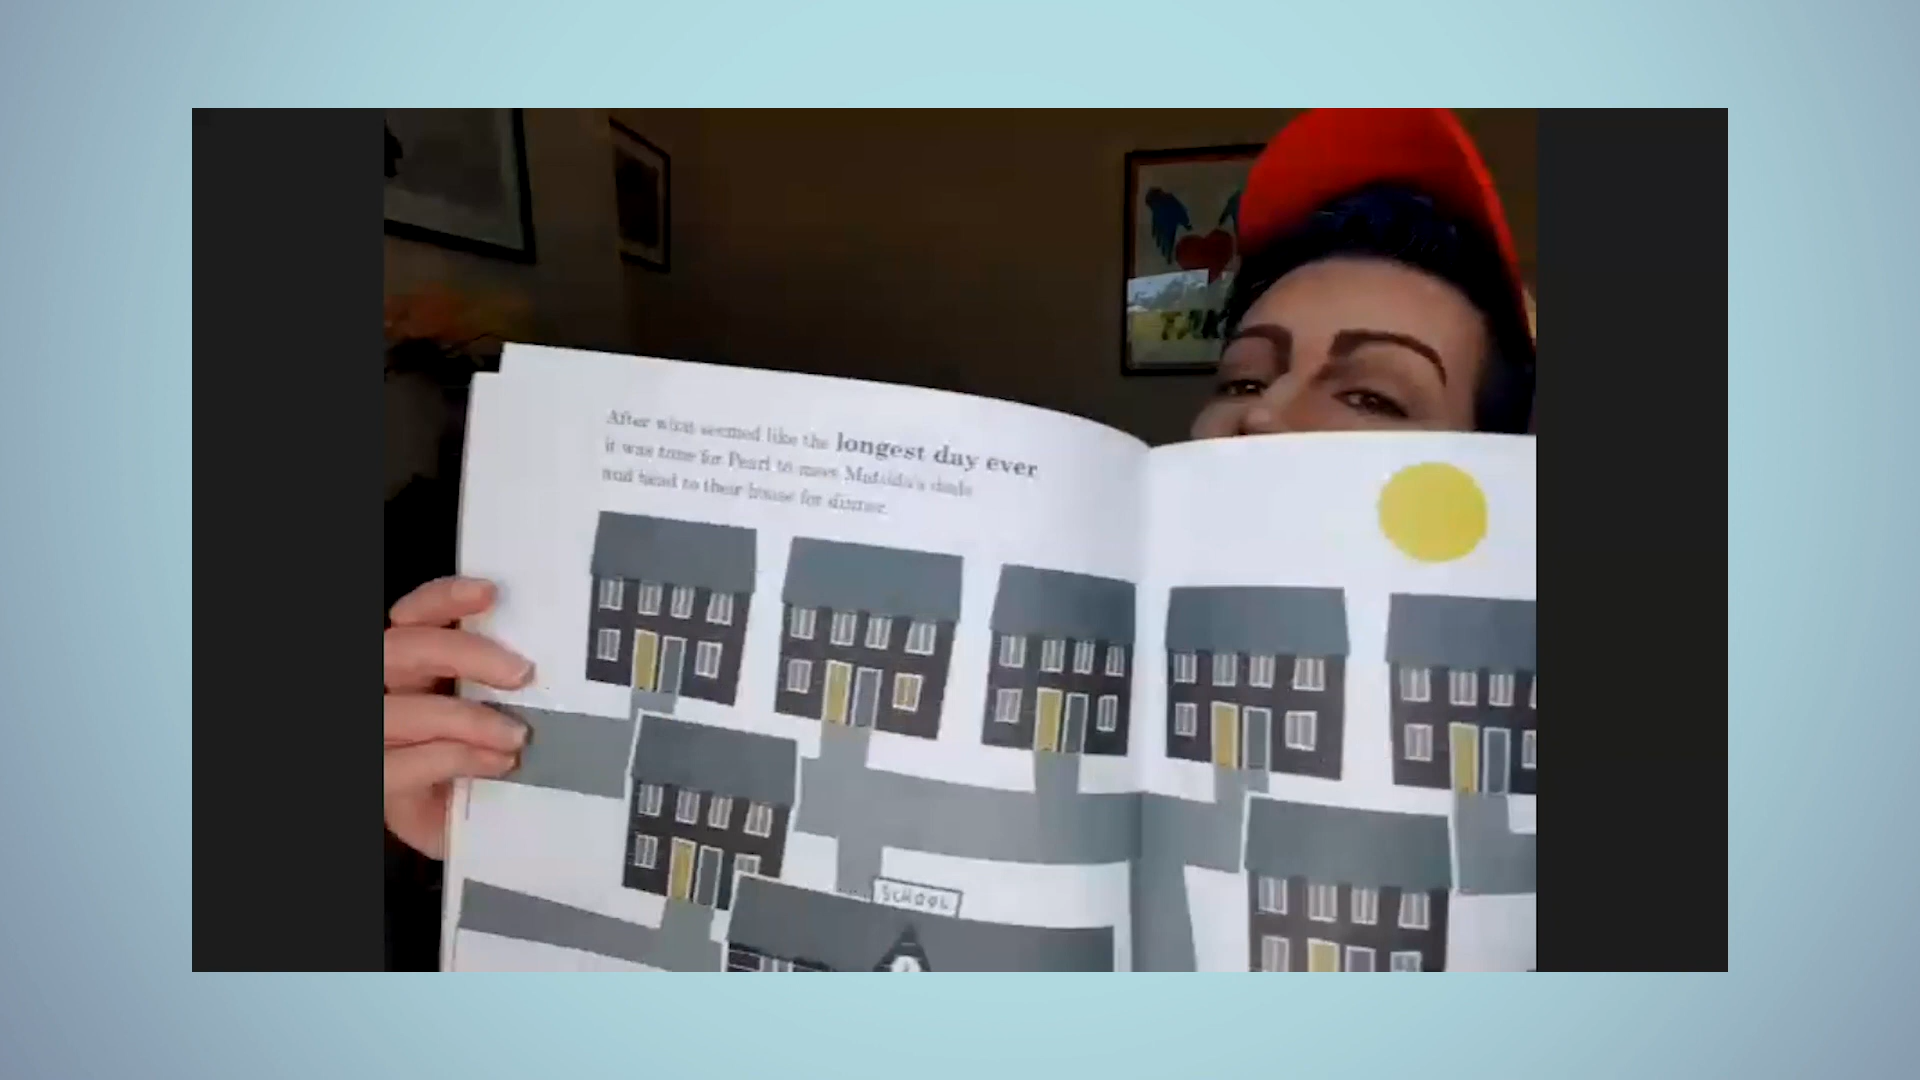 TAKE
After what seemed like the longest day ever
it was time for Pearl to meet Matilda's dads
and head to their house for dinner.
SCHOOL